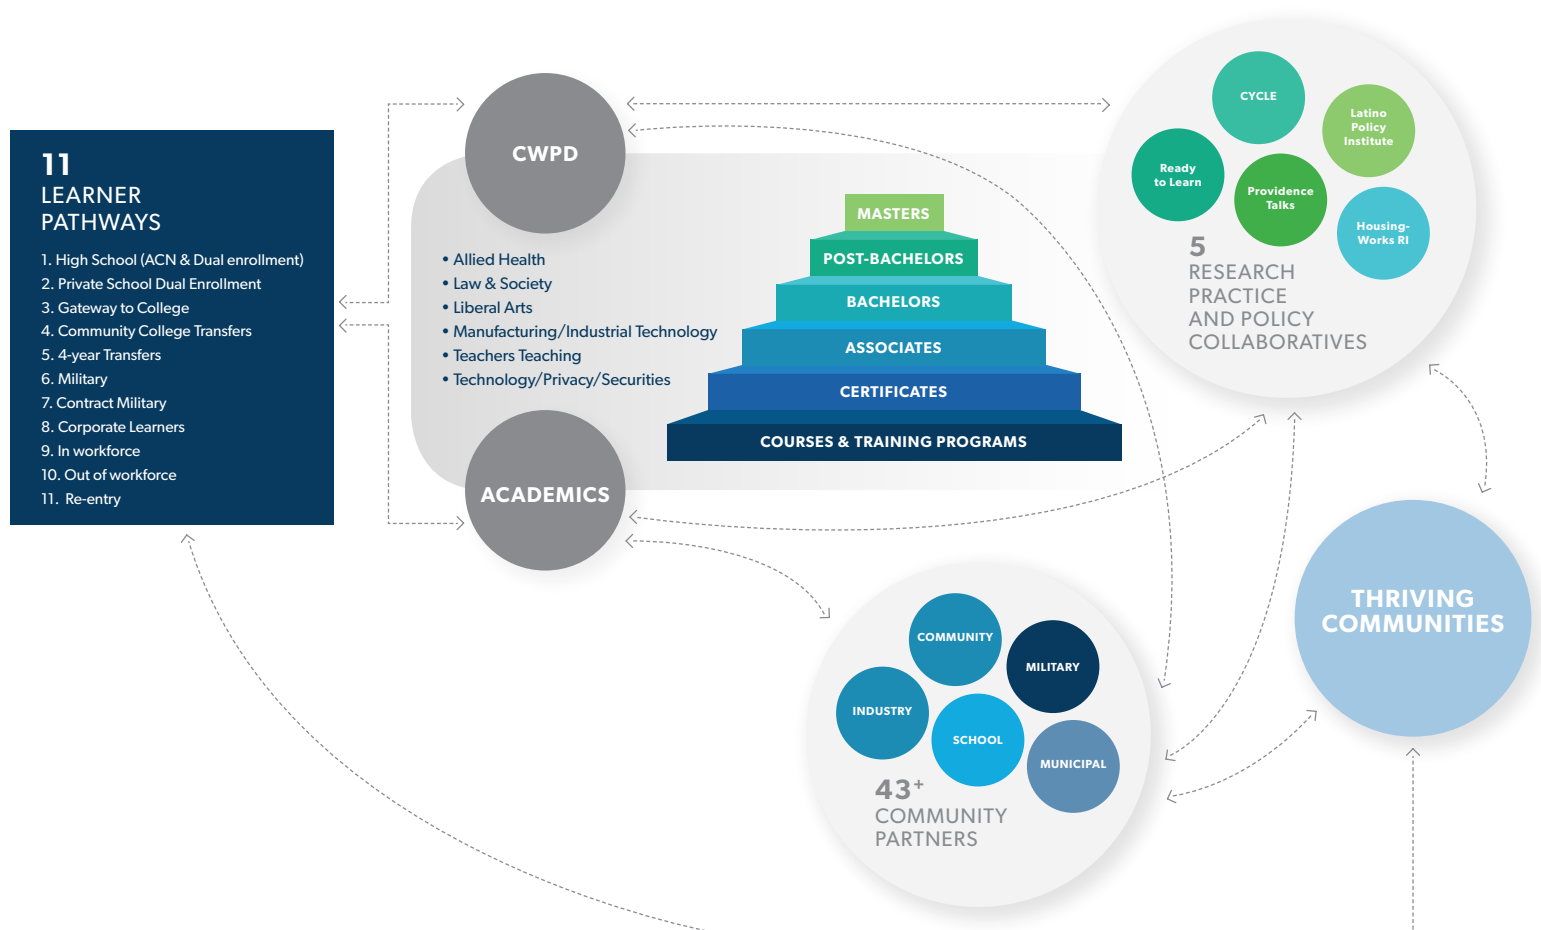 11
LEARNER
PATHWAYS
1. High School (ACN & Dual enrollment)
2. Private School Dual Enrollment
3. Gateway to College
4. Community College Transfers
5. 4-year Transfers
6. Military
7. Contract Military
8. Corporate Learners
9. In workforce
10. Out of workforce
11. Re-entry
CWPD
• Allied Health
• Law & Society
• Liberal Arts
• Manufacturing/Industrial Technology
• Teachers Teaching
• Technology/Privacy/Securities
ACADEMICS
MASTERS
POST-BACHELORS
BACHELORS
ASSOCIATES
CERTIFICATES
COURSES & TRAINING PROGRAMS
CYCLE
Latino
Policy
Institute
Ready
to Learn
Providence
Talks
Housing-
Works RI
5
RESEARCH
PRACTICE
AND POLICY
COLLABORATIVES
COMMUNITY
MILITARY
INDUSTRY
SCHOOL
MUNICIPAL
43+
COMMUNITY
PARTNERS
THRIVING
COMMUNITIES